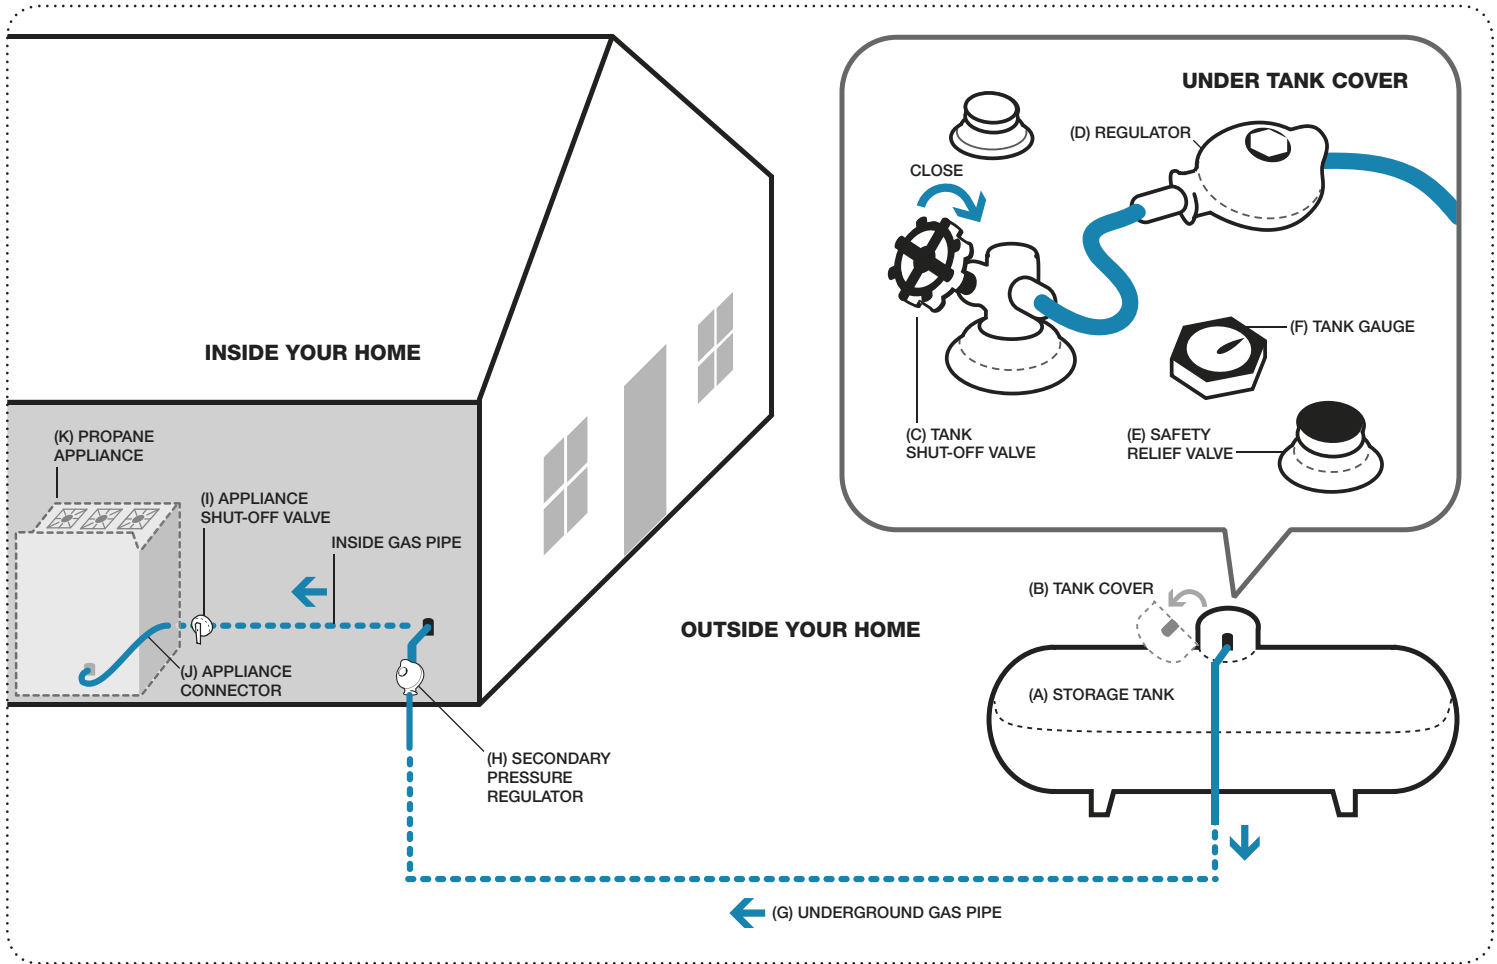 UNDER TANK COVER
(D) REGULATOR
CLOSE
(F) TANK GAUGE
(C) TANK
SHUT-OFF VALVE
(E) SAFETY
RELIEF VALVE
INSIDE YOUR HOME
(K) PROPANE
APPLIANCE
(I) APPLIANCE
SHUT-OFF VALVE
INSIDE GAS PIPE
(J) APPLIANCE
CONNECTOR
(H) SECONDARY
PRESSURE
REGULATOR
OUTSIDE YOUR HOME
(B) TANK COVER
(A) STORAGE TANK
(G) UNDERGROUND GAS PIPE